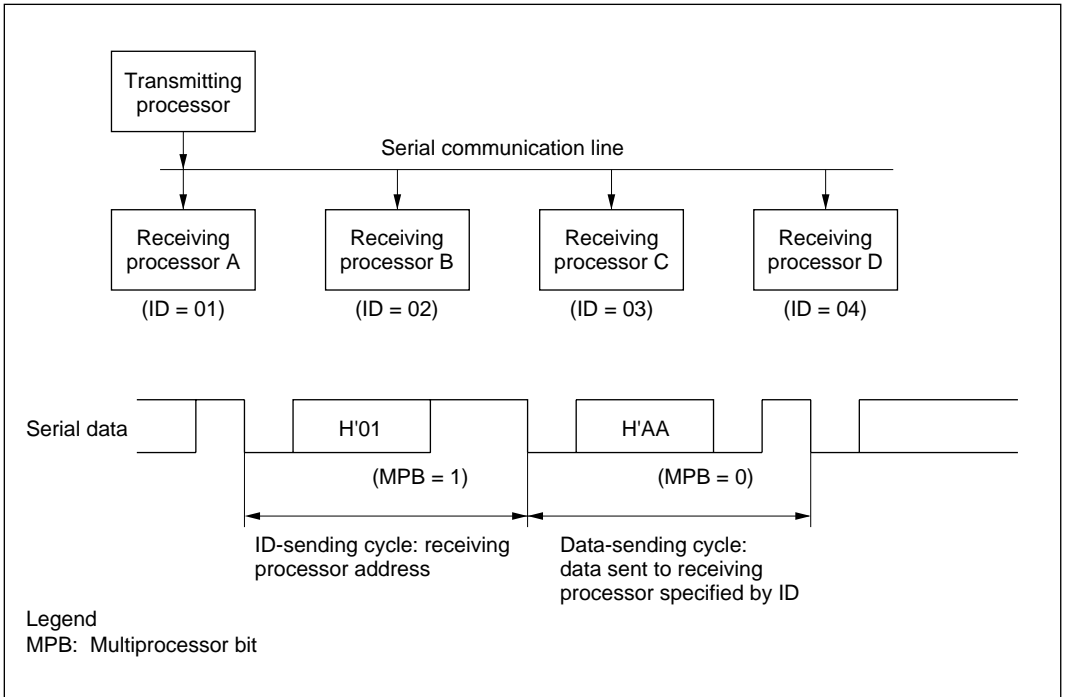 Transmitting
processor
Serial communication line
Receiving
processor A
Receiving
processor B
Receiving
processor C
Receiving
processor D
(ID = 01)
(ID = 02)
(ID = 03)
(ID = 04)
Serial data
H'01
H'AA
(MPB = 1)
(MPB = 0)
ID-sending cycle: receiving
processor address
Data-sending cycle:
data sent to receiving
processor specified by ID
Legend
MPB: Multiprocessor bit